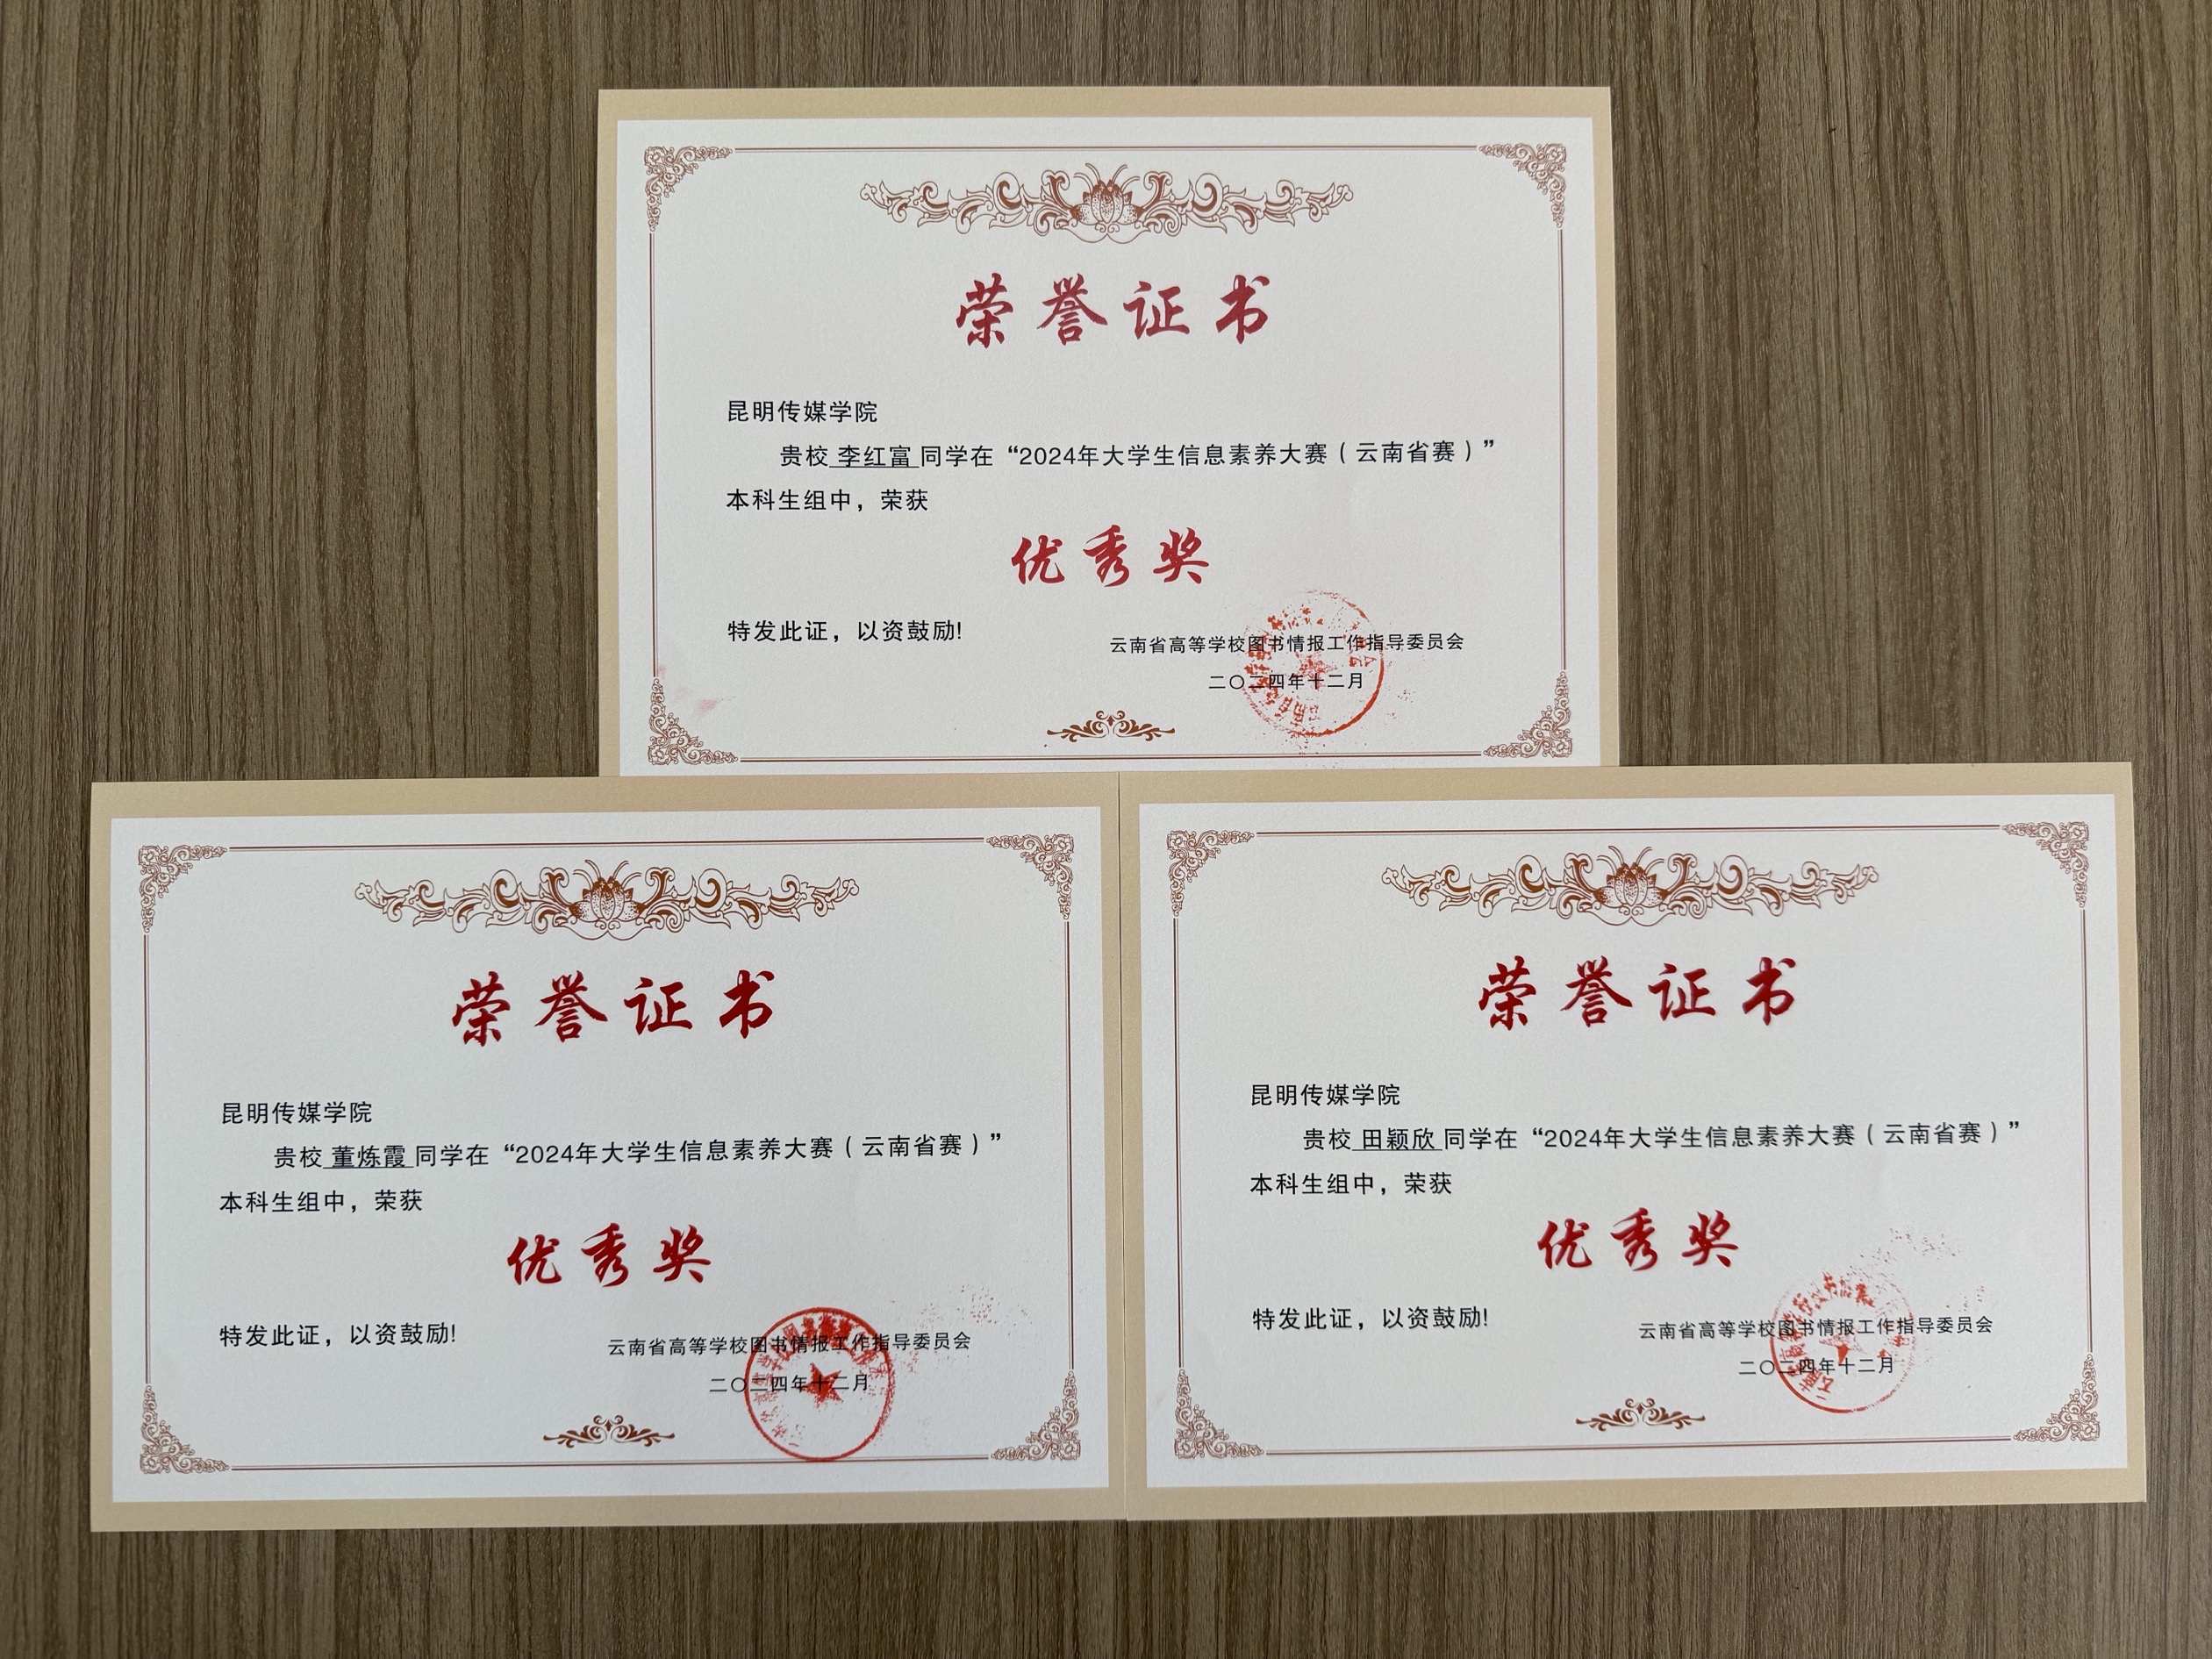 荣誉证书
昆明传媒学院
贵校 李红富 同学在“2024年大学生信息素养大赛（云南省赛）”
本科生组中，荣获
优秀奖
特发此证，以资鼓励!
云南省高等学校图书情报工作指导委员会
二〇二四年十二月
荣誉证书
昆明传媒学院
贵校 董炼霞 同学在“2024年大学生信息素养大赛（云南省赛）”
本科生组中，荣获
优秀奖
特发此证，以资鼓励!
云南省高等学校图书情报工作指导委员会
二〇二四年十二月
荣誉证书
昆明传媒学院
贵校 田颖欣 同学在“2024年大学生信息素养大赛（云南省赛）”
本科生组中，荣获
优秀奖
特发此证，以资鼓励!
云南省高等学校图书情报工作指导委员会
二〇二四年十二月